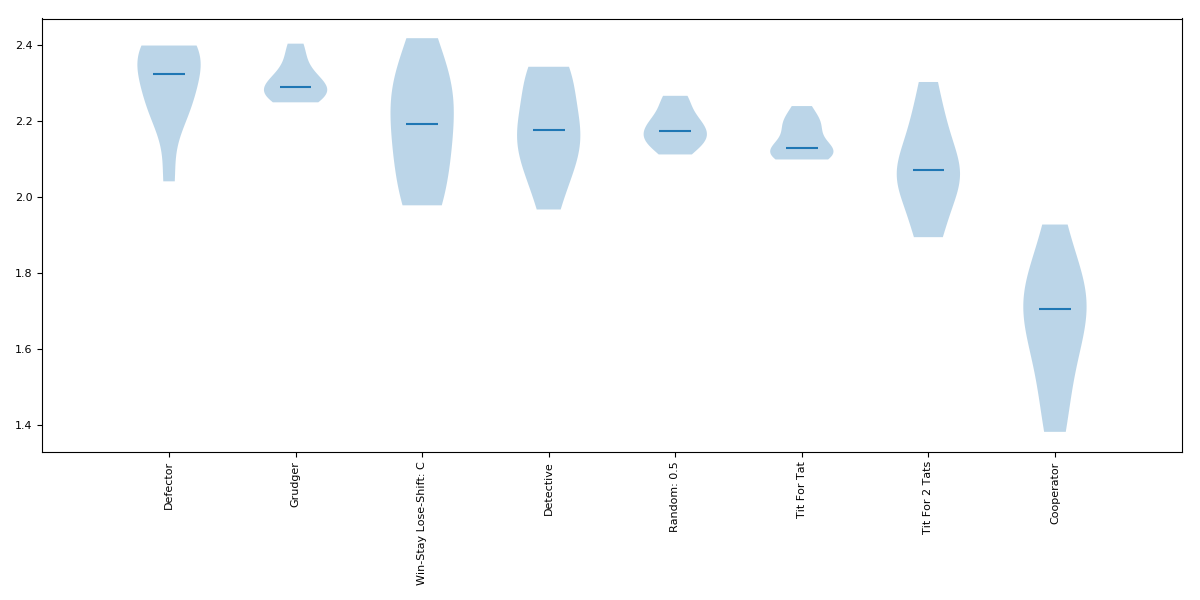 2.4
2.2
2.0
1.8
1.6
1.4
Defector
Grudger
Win-Stay Lose-Shift: C
Detective
Random: 0.5
Tit For Tat
Tit For 2 Tats
Cooperator